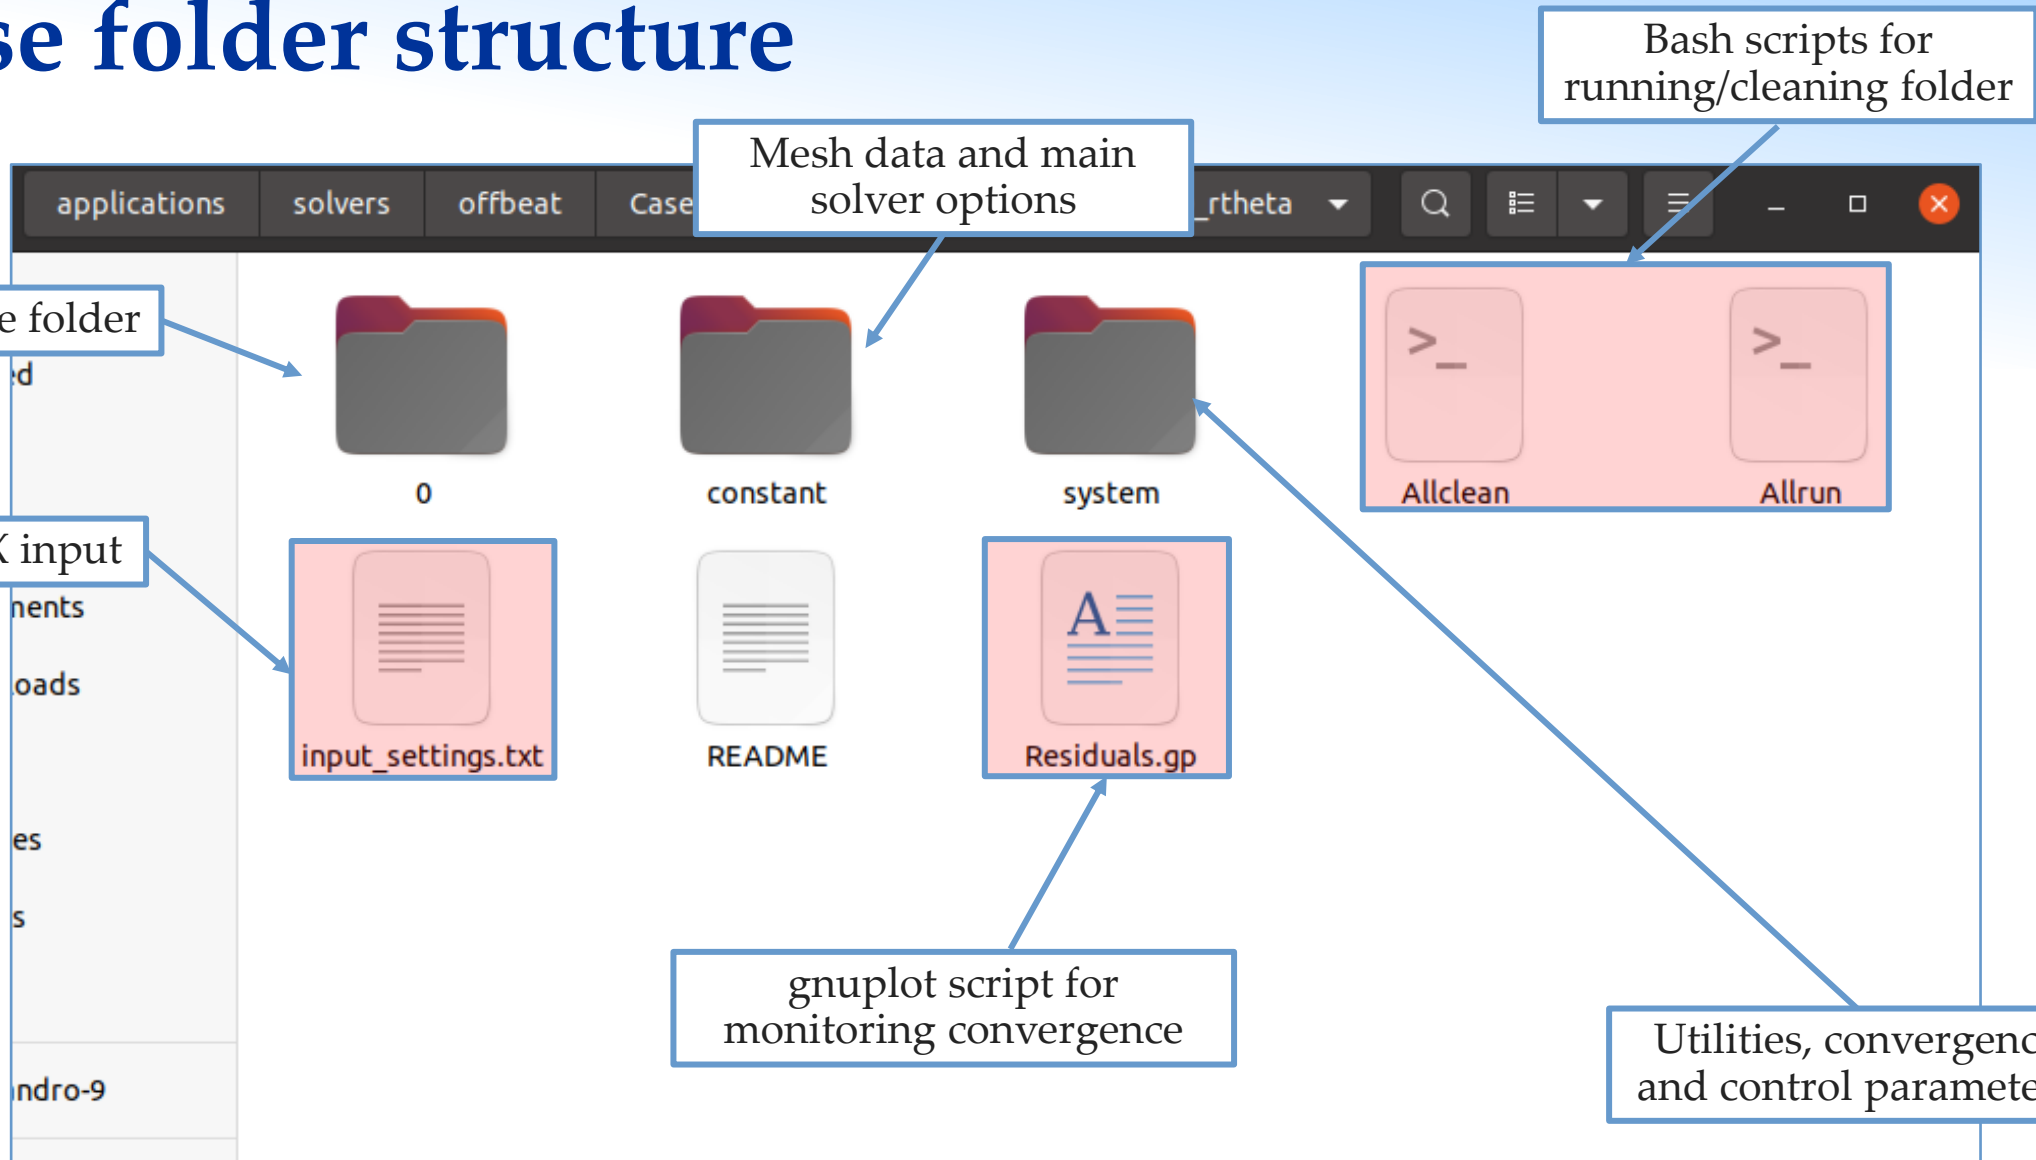 se folder structure
Bash scripts for
running/cleaning folder
Mesh data and main
solver options
applications solvers offbeat Case _rtheta
e folder
ed
0 constant system Allclean Allrun
X input
ments
oads
input_settings.txt README Residuals.gp
es
s
gnuplot script for
monitoring convergence
Utilities, convergenc
and control paramete
ndro-9